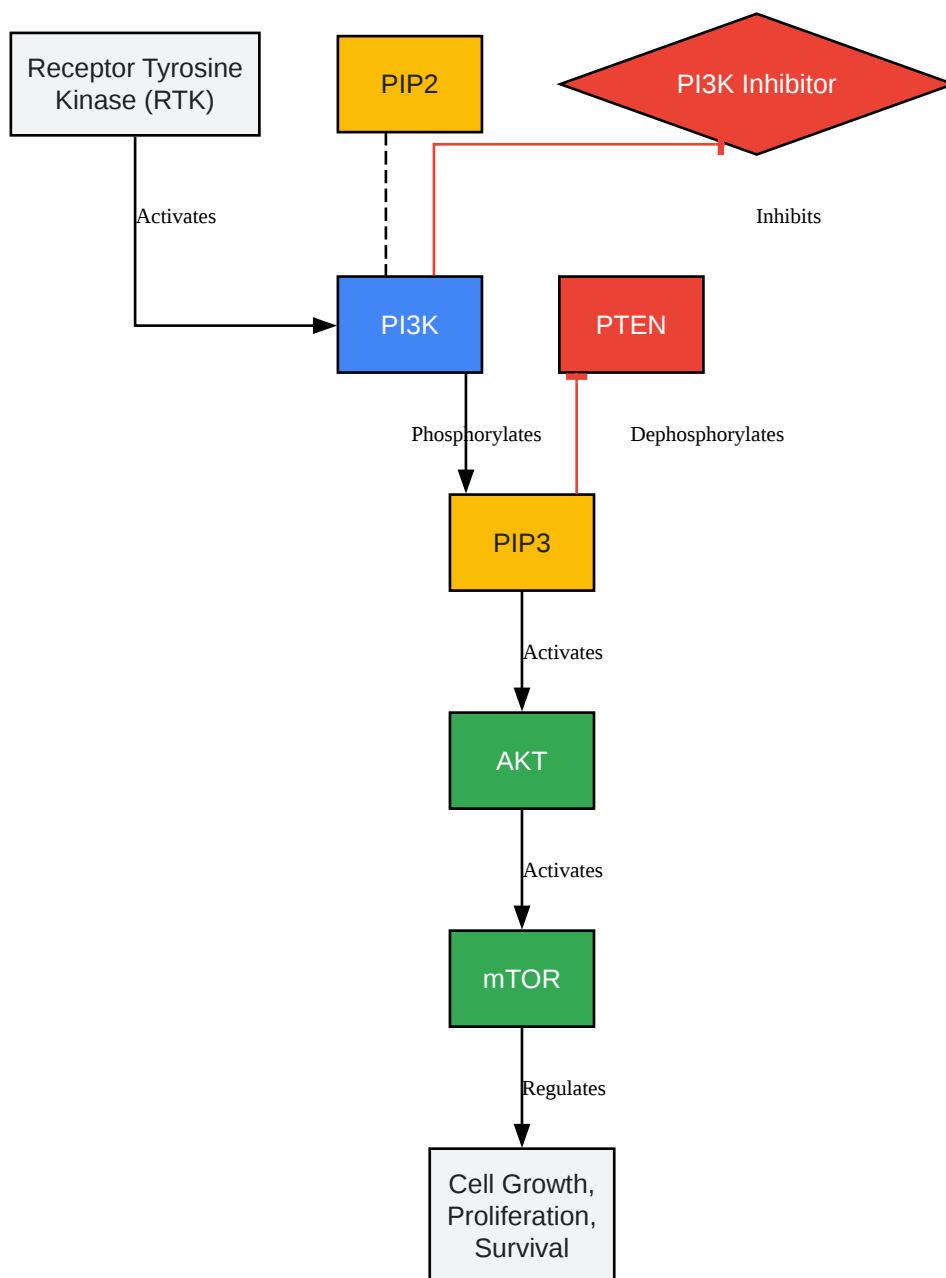 Receptor Tyrosine
Kinase (RTK)
PIP2
PI3K Inhibitor
Activates
Inhibits
PI3K
PTEN
Phosphorylates
Dephosphorylates
PIP3
Activates
AKT
Activates
mTOR
Regulates
Cell Growth,
Proliferation,
Survival